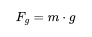 F_g = m · g